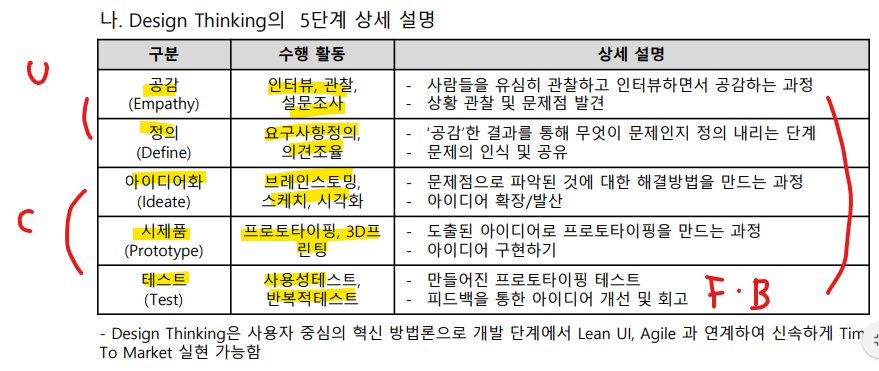 나. Design Thinking의 5단계 상세 설명
구분 수행 활동 상세 설명
공감
(Empathy)
인터뷰, 관찰,
설문조사
- 사람들을 유심히 관찰하고 인터뷰하면서 공감하는 과정
- 상황 관찰 및 문제점 발견
정의
(Define)
요구사항정의,
의견조율
- ‘공감’한 결과를 통해 무엇이 문제인지 정의 내리는 단계
- 문제의 인식 및 공유
아이디어화
(Ideate)
브레인스토밍,
스케치, 시각화
- 문제점으로 파악된 것에 대한 해결방법을 만드는 과정
- 아이디어 확장/발산
시제품
(Prototype)
프로토타이핑, 3D프
린팅
- 도출된 아이디어로 프로토타이핑을 만드는 과정
- 아이디어 구현하기
테스트
(Test)
사용성테스트,
반복적테스트
- 만들어진 프로토타이핑 테스트
- 피드백을 통한 아이디어 개선 및 회고
F·B
U
C
- Design Thinking은 사용자 중심의 혁신 방법론으로 개발 단계에서 Lean UI, Agile 과 연계하여 신속하게 Tim
To Market 실현 가능함